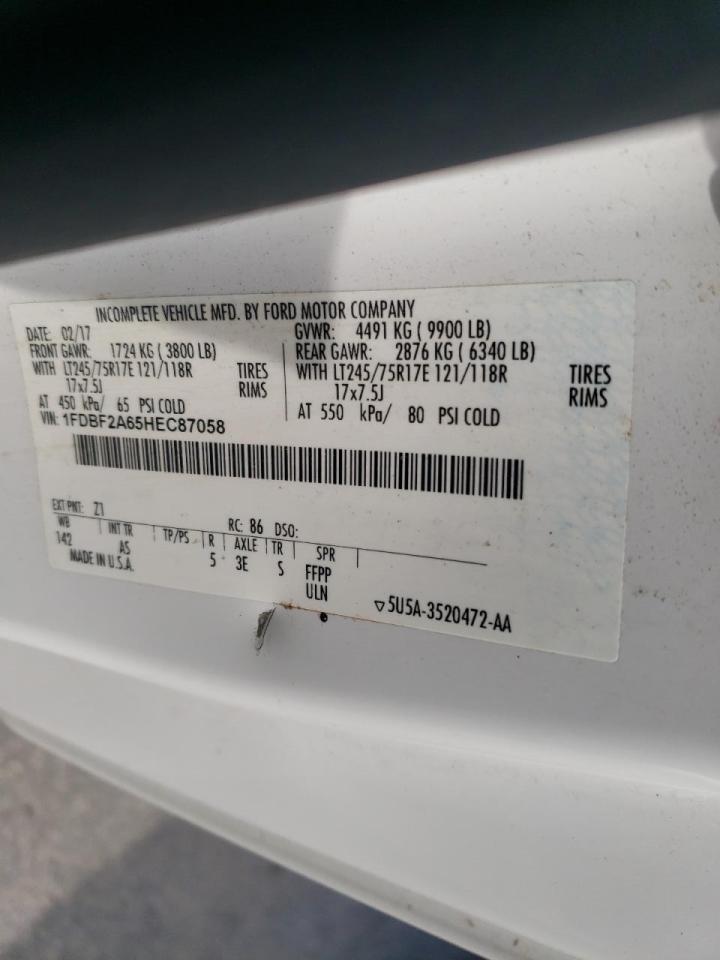 INCOMPLETE VEHICLE MFD. BY FORD MOTOR COMPANY
DATE: 02/17 GVWR: 4491 KG ( 9900 LB)
FRONT GAWR: 1724 KG ( 3800 LB) REAR GAWR: 2876 KG ( 6340 LB)
WITH LT245/75R17E 121/118R TIRES WITH LT245/75R17E 121/118R TIRES
17x7.5J RIMS 17x7.5J RIMS
AT 450 kPa/ 65 PSI COLD AT 550 kPa/ 80 PSI COLD
VIN: 1FDBF2A65HEC87058
EXT PNT: Z1 RC: 86 DSO:
WB INT TR TP/PS R AXLE TR SPR
142 AS 5 3E S FFPP
MADE IN U.S.A. ULN
▽5U5A-3520472-AA